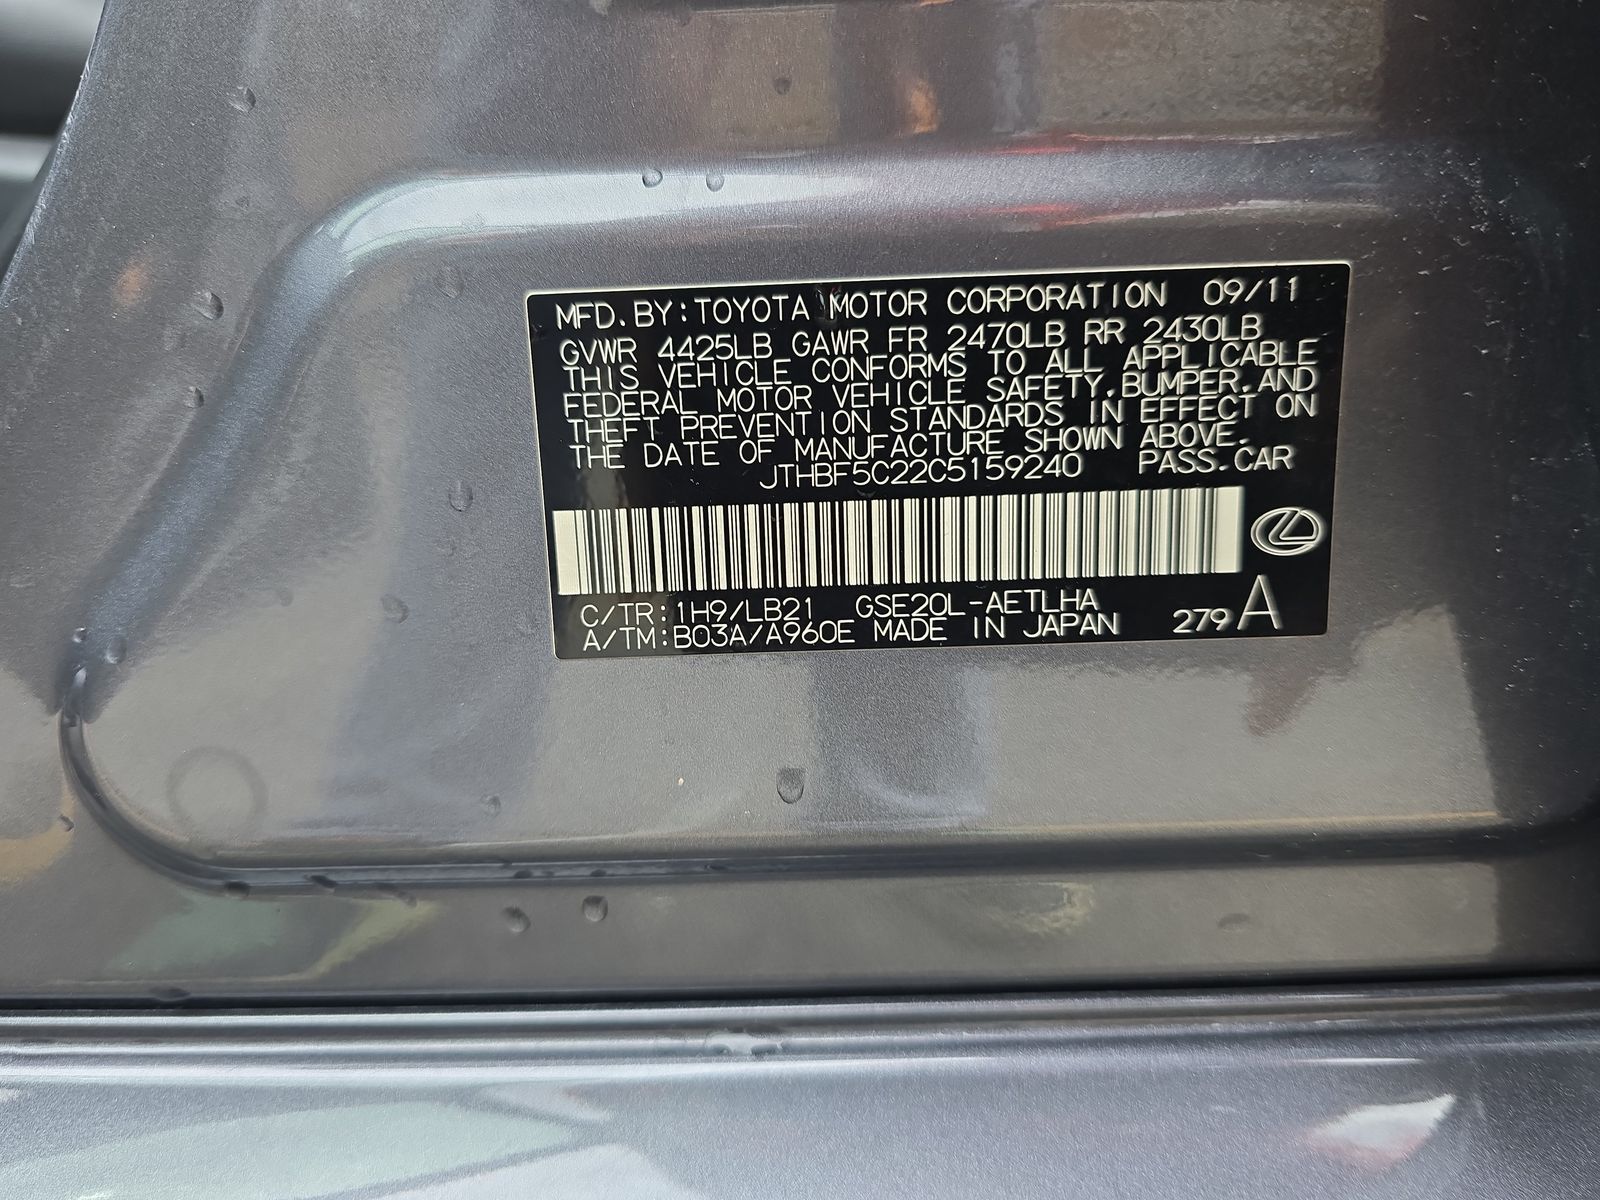 MFD. BY: TOYOTA MOTOR CORPORATION 09/11
GVWR 4425LB GAWR FR 2470LB RR 2430LB
THIS VEHICLE CONFORMS TO ALL APPLICABLE
FEDERAL MOTOR VEHICLE SAFETY, BUMPER, AND
THEFT PREVENTION STANDARDS IN EFFECT ON
THE DATE OF MANUFACTURE SHOWN ABOVE.
JTHBF5C22C5159240 PASS. CAR
C/TR: 1H9/LB21 GSE20L-AETLHA
A/TM: B03A/A960E MADE IN JAPAN 279 A